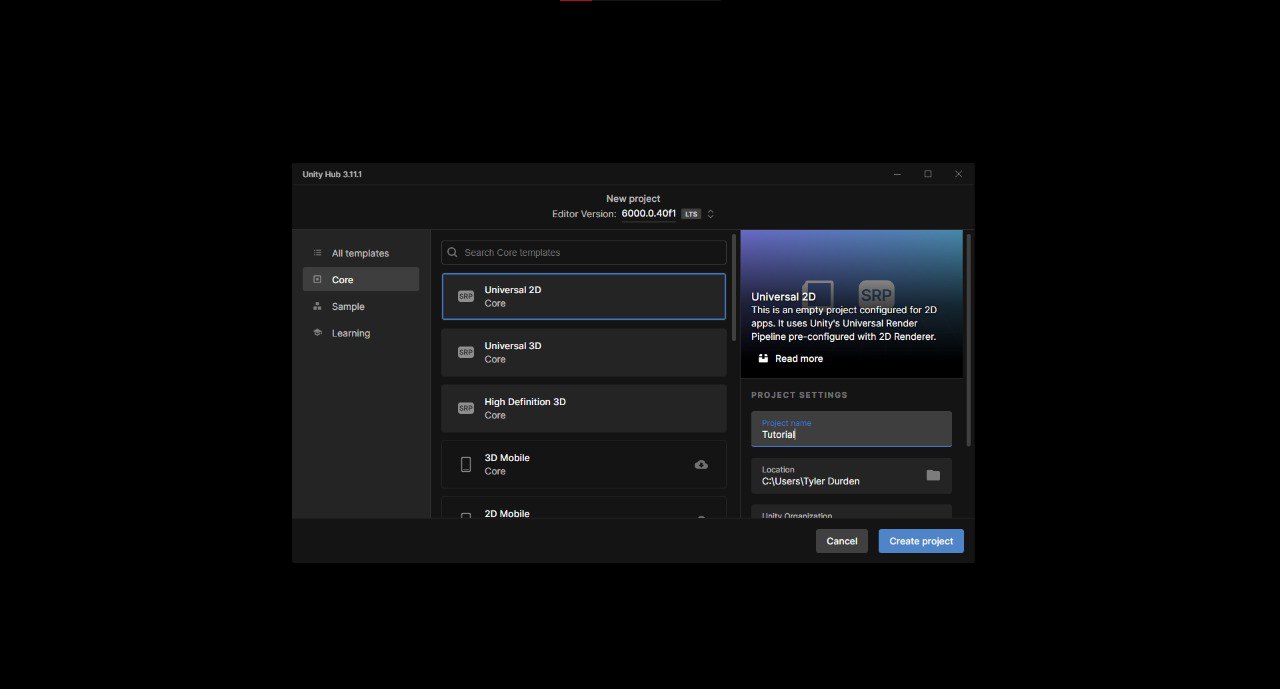 Unity Hub 3.11.1
New project
Editor Version: 6000.0.40f1 LTS
All templates
Core
Sample
Learning
Search Core templates
SRP
Universal 2D
Core
SRP
Universal 3D
Core
SRP
High Definition 3D
Core
3D Mobile
Core
2D Mobile
SRP
Universal 2D
This is an empty project configured for 2D
apps. It uses Unity's Universal Render
Pipeline pre-configured with 2D Renderer.
Read more
PROJECT SETTINGS
Project name
Tutorial
Location
C:\Users\Tyler Durden
Unity Organization
Cancel
Create project